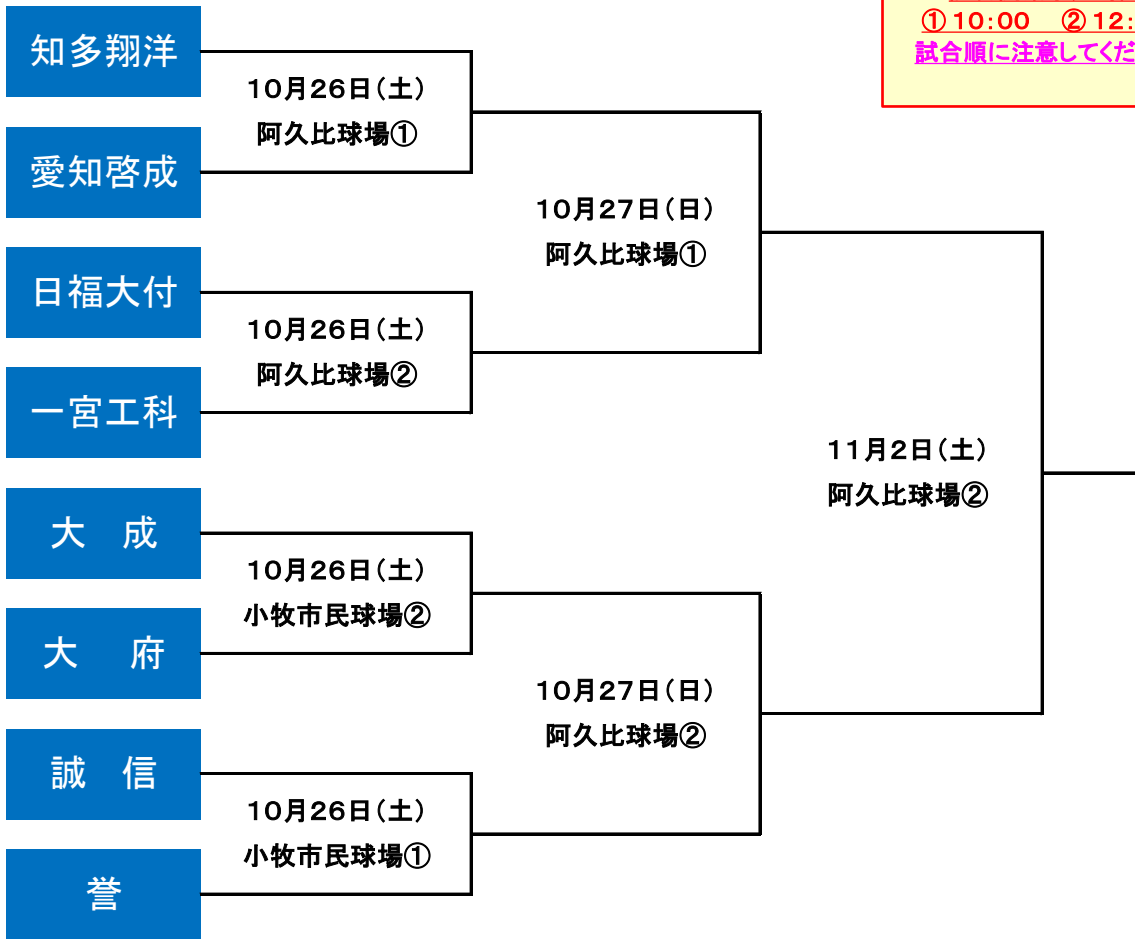 ①10:00 ②12:
試合順に注意してくだ
知多翔洋
10月26日(土)
阿久比球場①
愛知啓成
10月27日(日)
阿久比球場①
日福大付
10月26日(土)
阿久比球場②
一宮工科
11月2日(土)
阿久比球場②
大 成
10月26日(土)
小牧市民球場②
大 府
10月27日(日)
阿久比球場②
誠 信
10月26日(土)
小牧市民球場①
誉